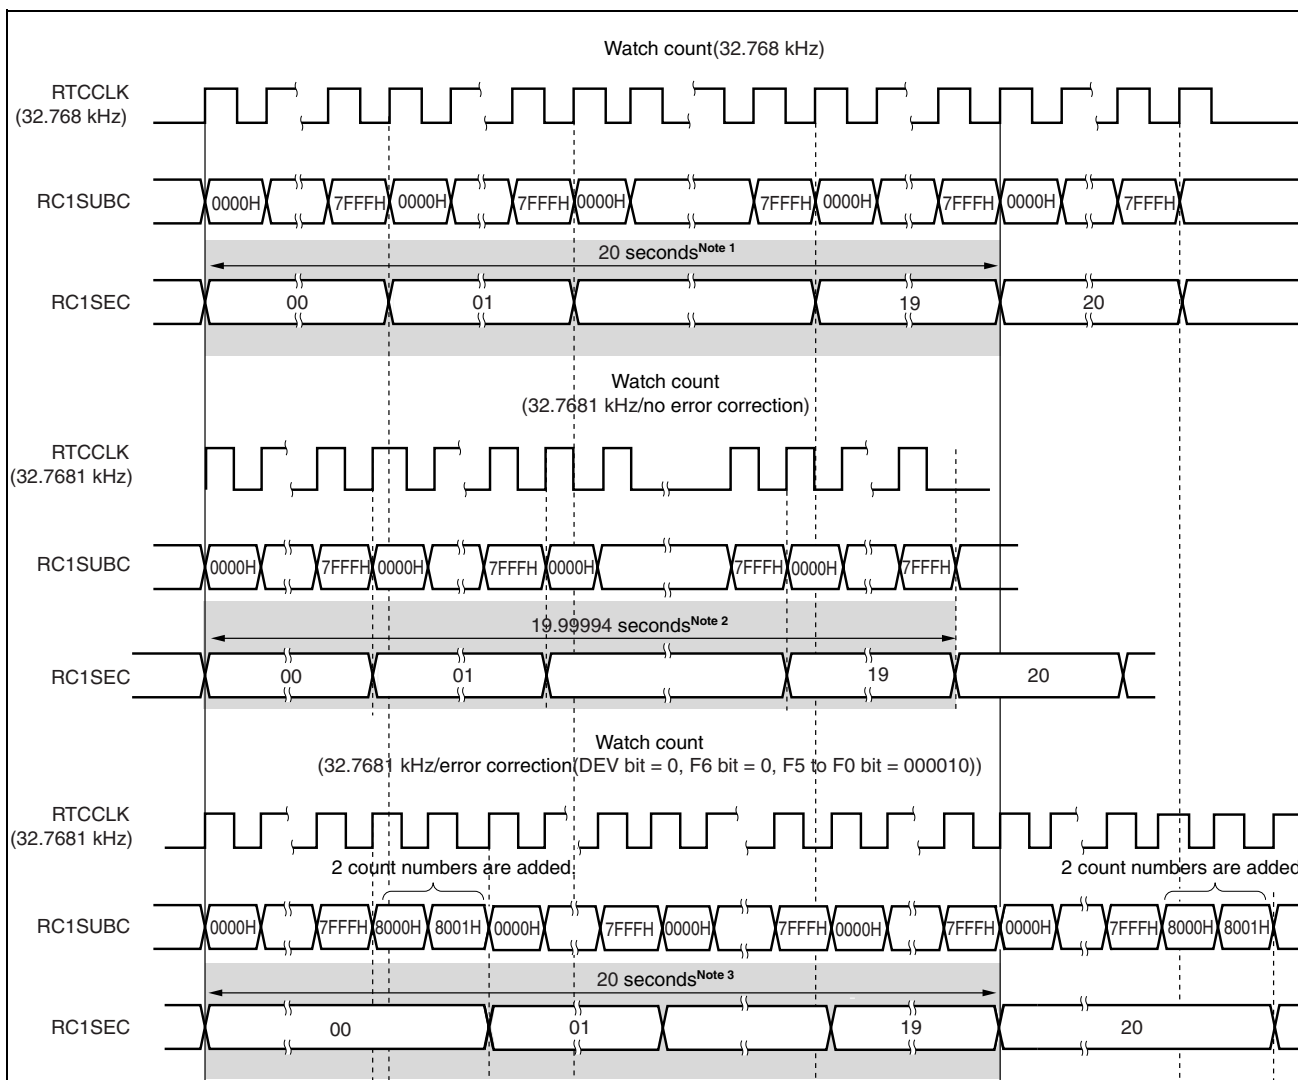 Watch count(32.768 kHz)
RTCCLK
(32.768 kHz)
RC1SUBC
0000H 7FFFH 0000H 7FFFH 0000H 7FFFH 0000H 7FFFH 0000H 7FFFH
20 seconds Note 1
RC1SEC
00 01 19 20
Watch count
(32.7681 kHz/no error correction)
RTCCLK
(32.7681 kHz)
RC1SUBC
0000H 7FFFH 0000H 7FFFH 0000H 7FFFH 0000H 7FFFH
19.99994 seconds Note 2
RC1SEC
00 01 19 20
Watch count
(32.7681 kHz/error correction(DEV bit = 0, F6 bit = 0, F5 to F0 bit = 000010))
RTCCLK
(32.7681 kHz)
2 count numbers are added. 2 count numbers are added
RC1SUBC
0000H 7FFFH 8000H 8001H 0000H 7FFFH 0000H 7FFFH 0000H 7FFFH 0000H 7FFFH 8000H 8001H
20 seconds Note 3
RC1SEC
00 01 19 20